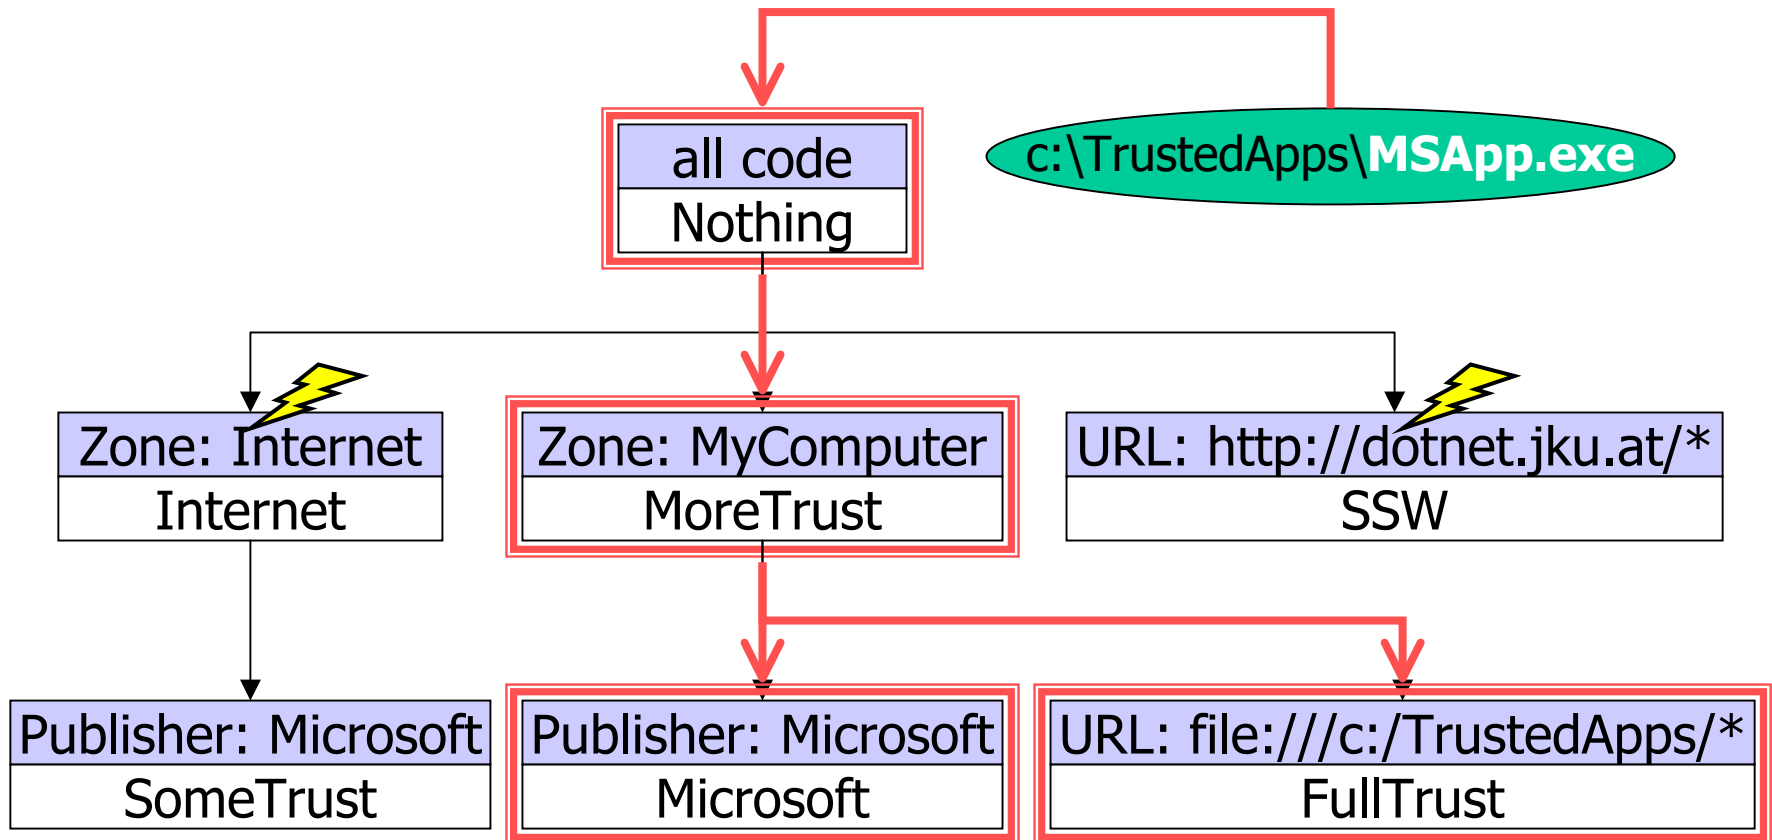 all code
Nothing
c:\TrustedApps\MSApp.exe
Zone: Internet
Internet
Zone: MyComputer
MoreTrust
URL: http://dotnet.jku.at/*
SSW
Publisher: Microsoft
SomeTrust
Publisher: Microsoft
Microsoft
URL: file:///c:/TrustedApps/*
FullTrust